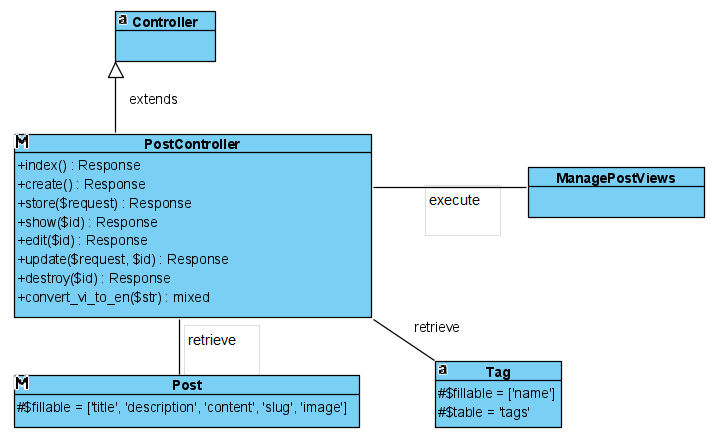 a
Controller
extends
M
PostController
+index() : Response
+create() : Response
+store($request) : Response
+show($id) : Response
+edit($id) : Response
+update($request, $id) : Response
+destroy($id) : Response
+convert_vi_to_en($str) : mixed
execute
ManagePostViews
retrieve
retrieve
M
Post
#$fillable = ['title', 'description', 'content', 'slug', 'image']
a
Tag
#$fillable = ['name']
#$table = 'tags'